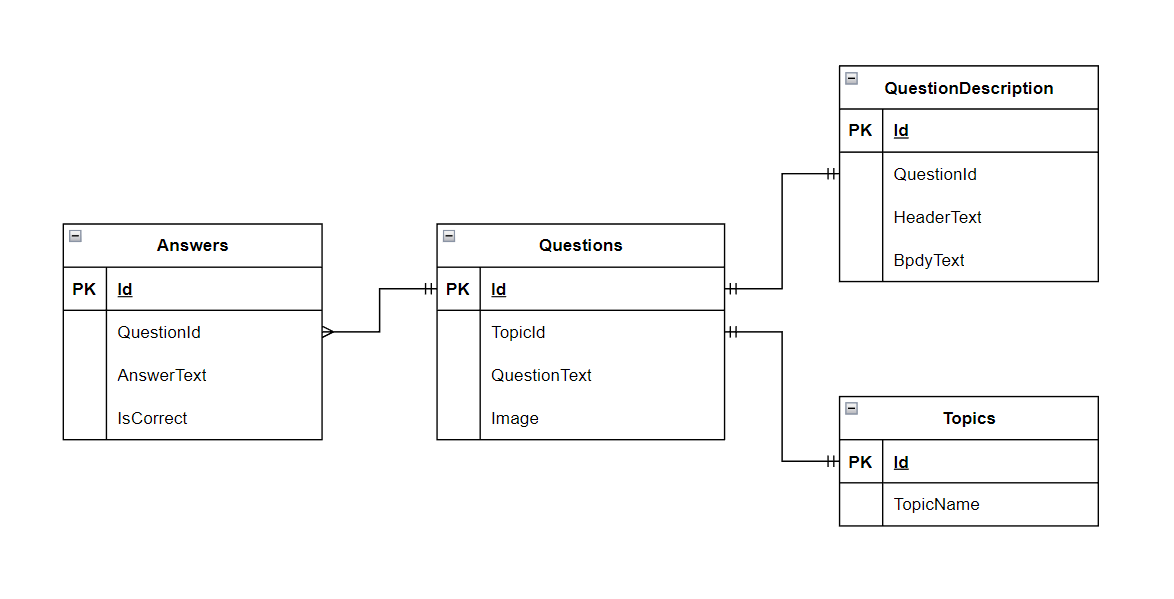 Answers
PK Id
QuestionId
AnswerText
IsCorrect
Questions
PK Id
TopicId
QuestionText
Image
QuestionDescription
PK Id
QuestionId
HeaderText
BpdyText
Topics
PK Id
TopicName